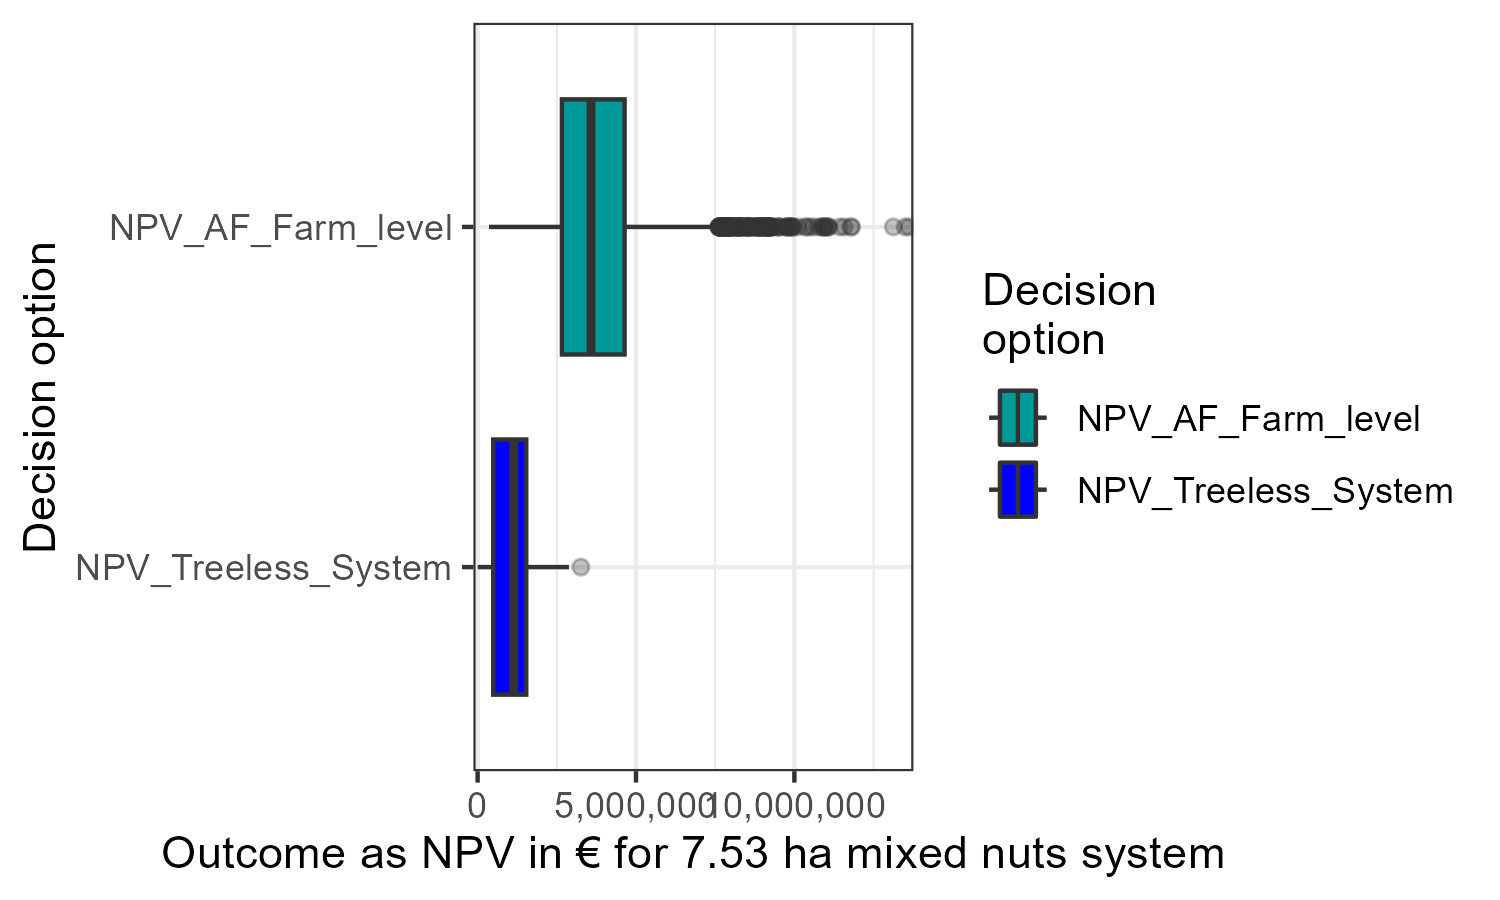 Decision option
NPV_AF_Farm_level
NPV_Treeless_System
0
5,000,000
10,000,000
Outcome as NPV in € for 7.53 ha mixed nuts system
Decision
option
NPV_AF_Farm_level
NPV_Treeless_System